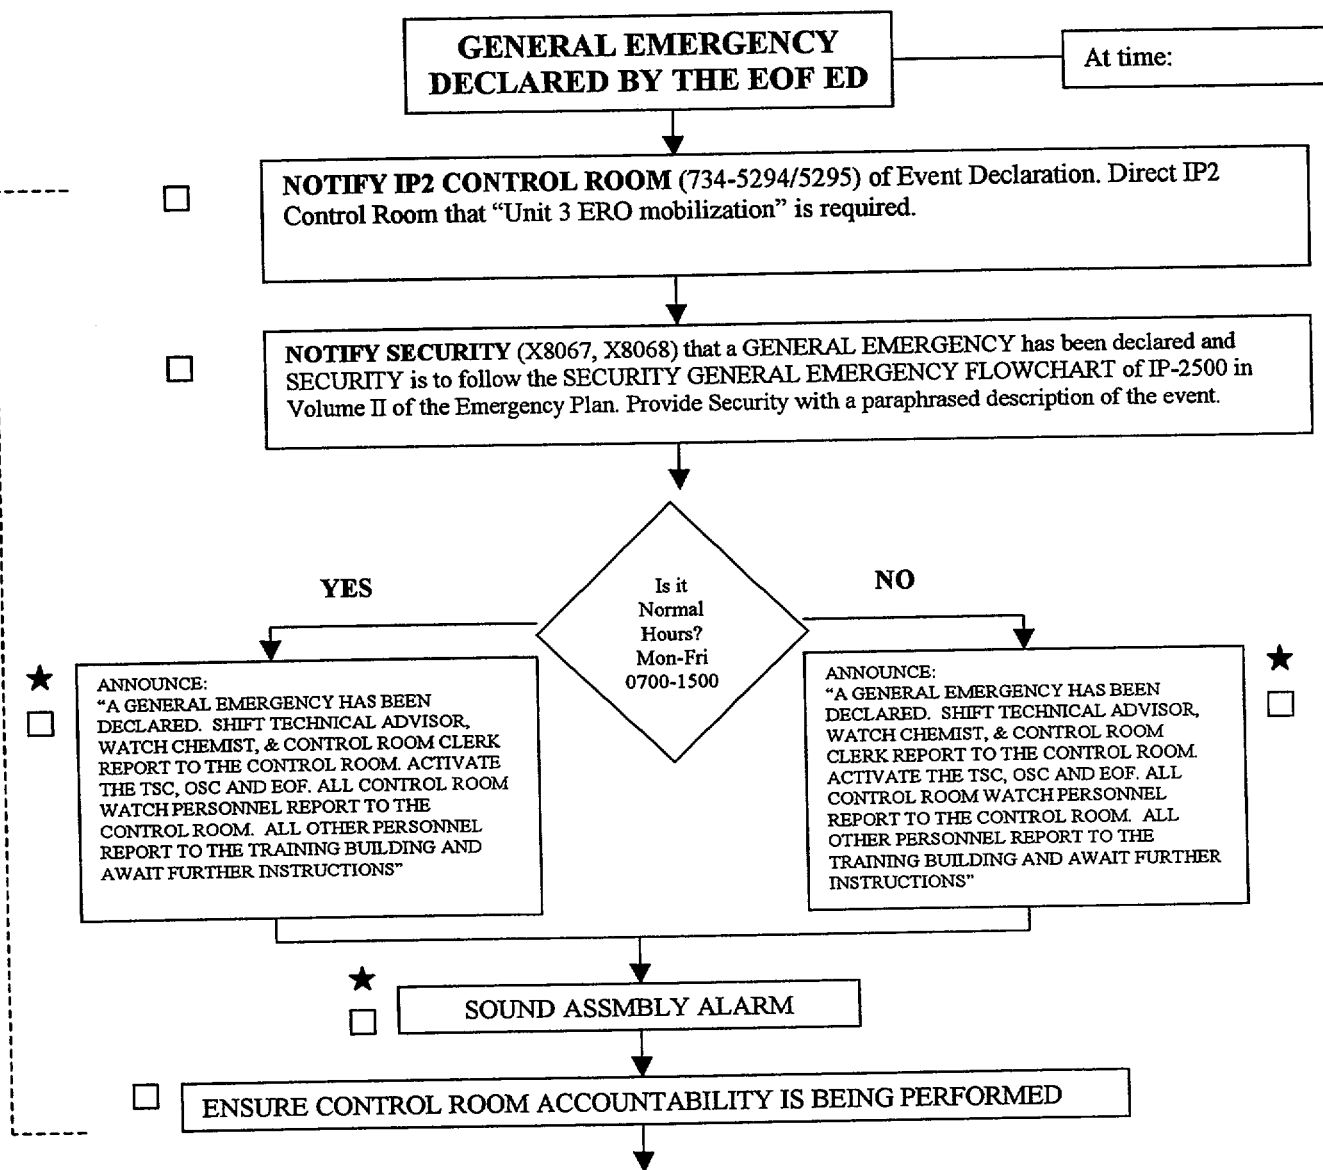 GENERAL EMERGENCY
DECLARED BY THE EOF ED
At time:
NOTIFY IP2 CONTROL ROOM (734-5294/5295) of Event Declaration. Direct IP2
Control Room that “Unit 3 ERO mobilization” is required.
NOTIFY SECURITY (X8067, X8068) that a GENERAL EMERGENCY has been declared and
SECURITY is to follow the SECURITY GENERAL EMERGENCY FLOWCHART of IP-2500 in
Volume II of the Emergency Plan. Provide Security with a paraphrased description of the event.
YES
Is it
Normal
Hours?
Mon-Fri
0700-1500
NO
ANNOUNCE:
“A GENERAL EMERGENCY HAS BEEN
DECLARED. SHIFT TECHNICAL ADVISOR,
WATCH CHEMIST, & CONTROL ROOM CLERK
REPORT TO THE CONTROL ROOM. ACTIVATE
THE TSC, OSC AND EOF. ALL CONTROL ROOM
WATCH PERSONNEL REPORT TO THE
CONTROL ROOM. ALL OTHER PERSONNEL
REPORT TO THE TRAINING BUILDING AND
AWAIT FURTHER INSTRUCTIONS”
ANNOUNCE:
“A GENERAL EMERGENCY HAS BEEN
DECLARED. SHIFT TECHNICAL ADVISOR,
WATCH CHEMIST, & CONTROL ROOM
CLERK REPORT TO THE CONTROL ROOM.
ACTIVATE THE TSC, OSC AND EOF. ALL
CONTROL ROOM WATCH PERSONNEL
REPORT TO THE CONTROL ROOM. ALL
OTHER PERSONNEL REPORT TO THE
TRAINING BUILDING AND AWAIT FURTHER
INSTRUCTIONS”
SOUND ASSMBLY ALARM
ENSURE CONTROL ROOM ACCOUNTABILITY IS BEING PERFORMED